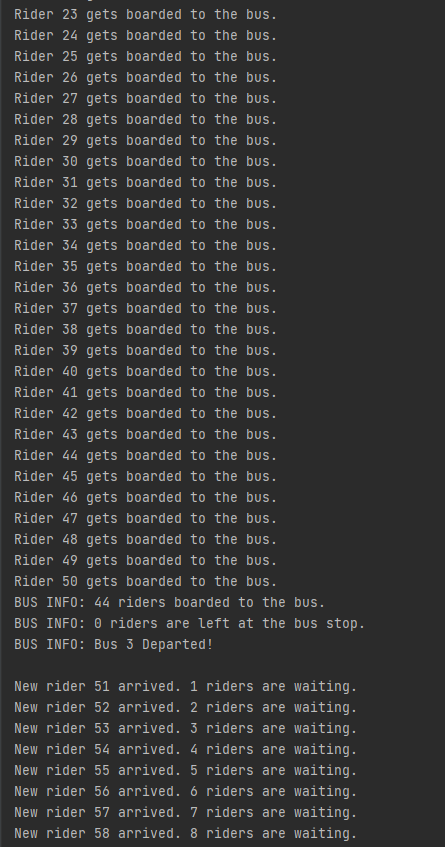 Rider 23 gets boarded to the bus.
Rider 24 gets boarded to the bus.
Rider 25 gets boarded to the bus.
Rider 26 gets boarded to the bus.
Rider 27 gets boarded to the bus.
Rider 28 gets boarded to the bus.
Rider 29 gets boarded to the bus.
Rider 30 gets boarded to the bus.
Rider 31 gets boarded to the bus.
Rider 32 gets boarded to the bus.
Rider 33 gets boarded to the bus.
Rider 34 gets boarded to the bus.
Rider 35 gets boarded to the bus.
Rider 36 gets boarded to the bus.
Rider 37 gets boarded to the bus.
Rider 38 gets boarded to the bus.
Rider 39 gets boarded to the bus.
Rider 40 gets boarded to the bus.
Rider 41 gets boarded to the bus.
Rider 42 gets boarded to the bus.
Rider 43 gets boarded to the bus.
Rider 44 gets boarded to the bus.
Rider 45 gets boarded to the bus.
Rider 46 gets boarded to the bus.
Rider 47 gets boarded to the bus.
Rider 48 gets boarded to the bus.
Rider 49 gets boarded to the bus.
Rider 50 gets boarded to the bus.
BUS INFO: 44 riders boarded to the bus.
BUS INFO: 0 riders are left at the bus stop.
BUS INFO: Bus 3 Departed!
New rider 51 arrived. 1 riders are waiting.
New rider 52 arrived. 2 riders are waiting.
New rider 53 arrived. 3 riders are waiting.
New rider 54 arrived. 4 riders are waiting.
New rider 55 arrived. 5 riders are waiting.
New rider 56 arrived. 6 riders are waiting.
New rider 57 arrived. 7 riders are waiting.
New rider 58 arrived. 8 riders are waiting.